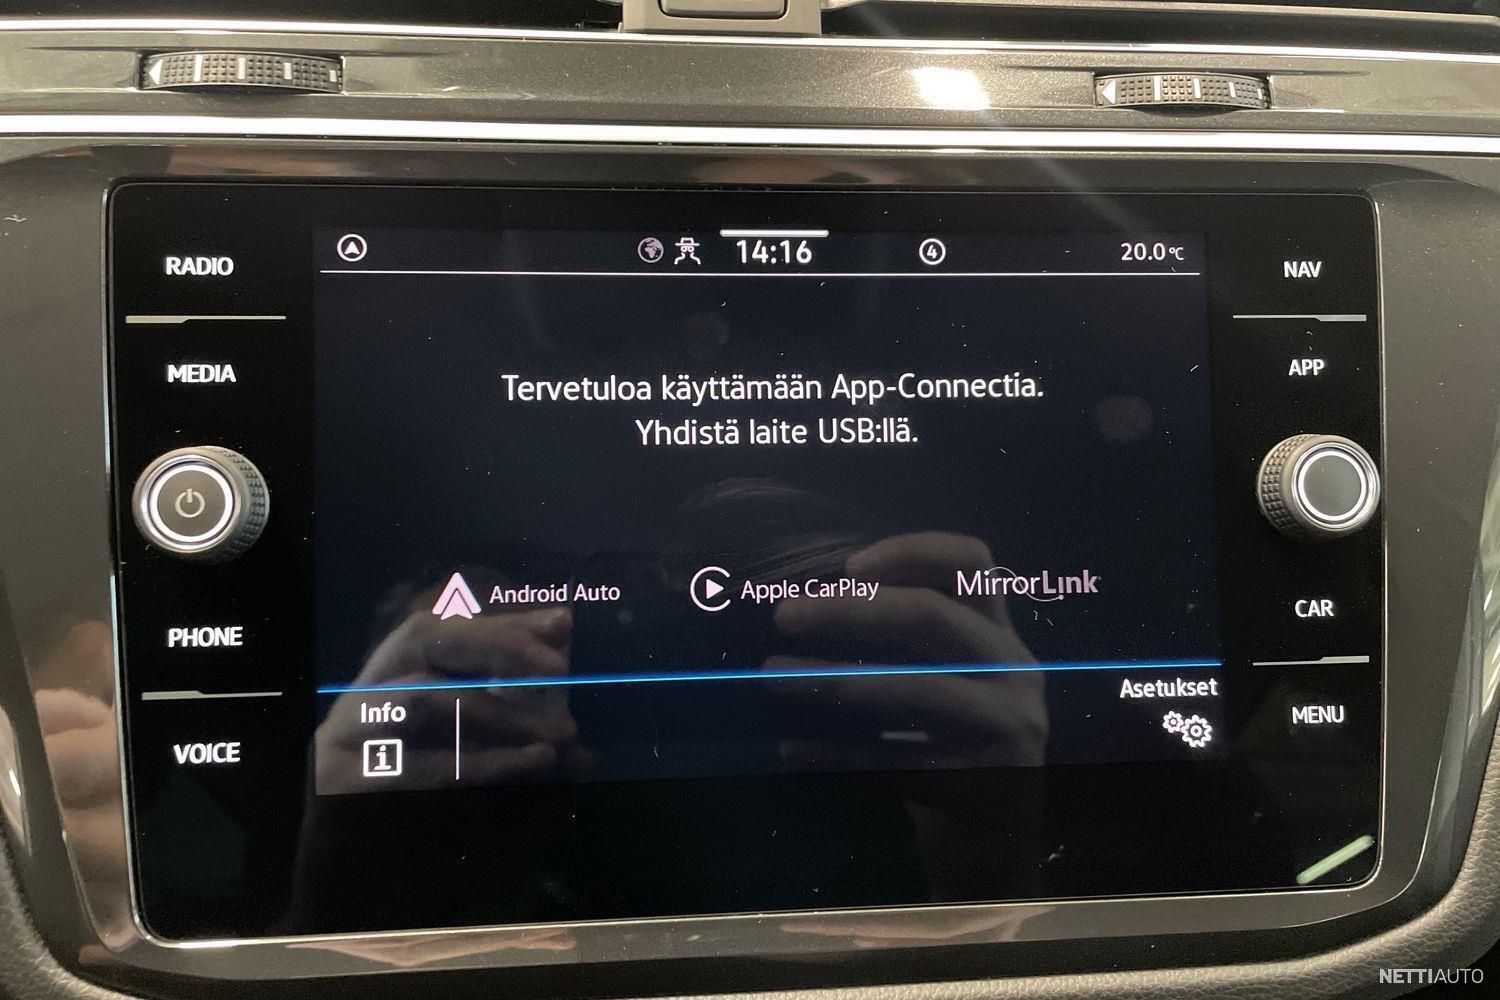 RADIO
MEDIA
PHONE
VOICE
14:16
4
20.0°C
Tervetuloa käyttämään App-Connectia.
Yhdistä laite USB:llä.
Android Auto
Apple CarPlay
MirrorLink
Info
i
Asetukset
NAV
APP
CAR
MENU
NETTIAUTO